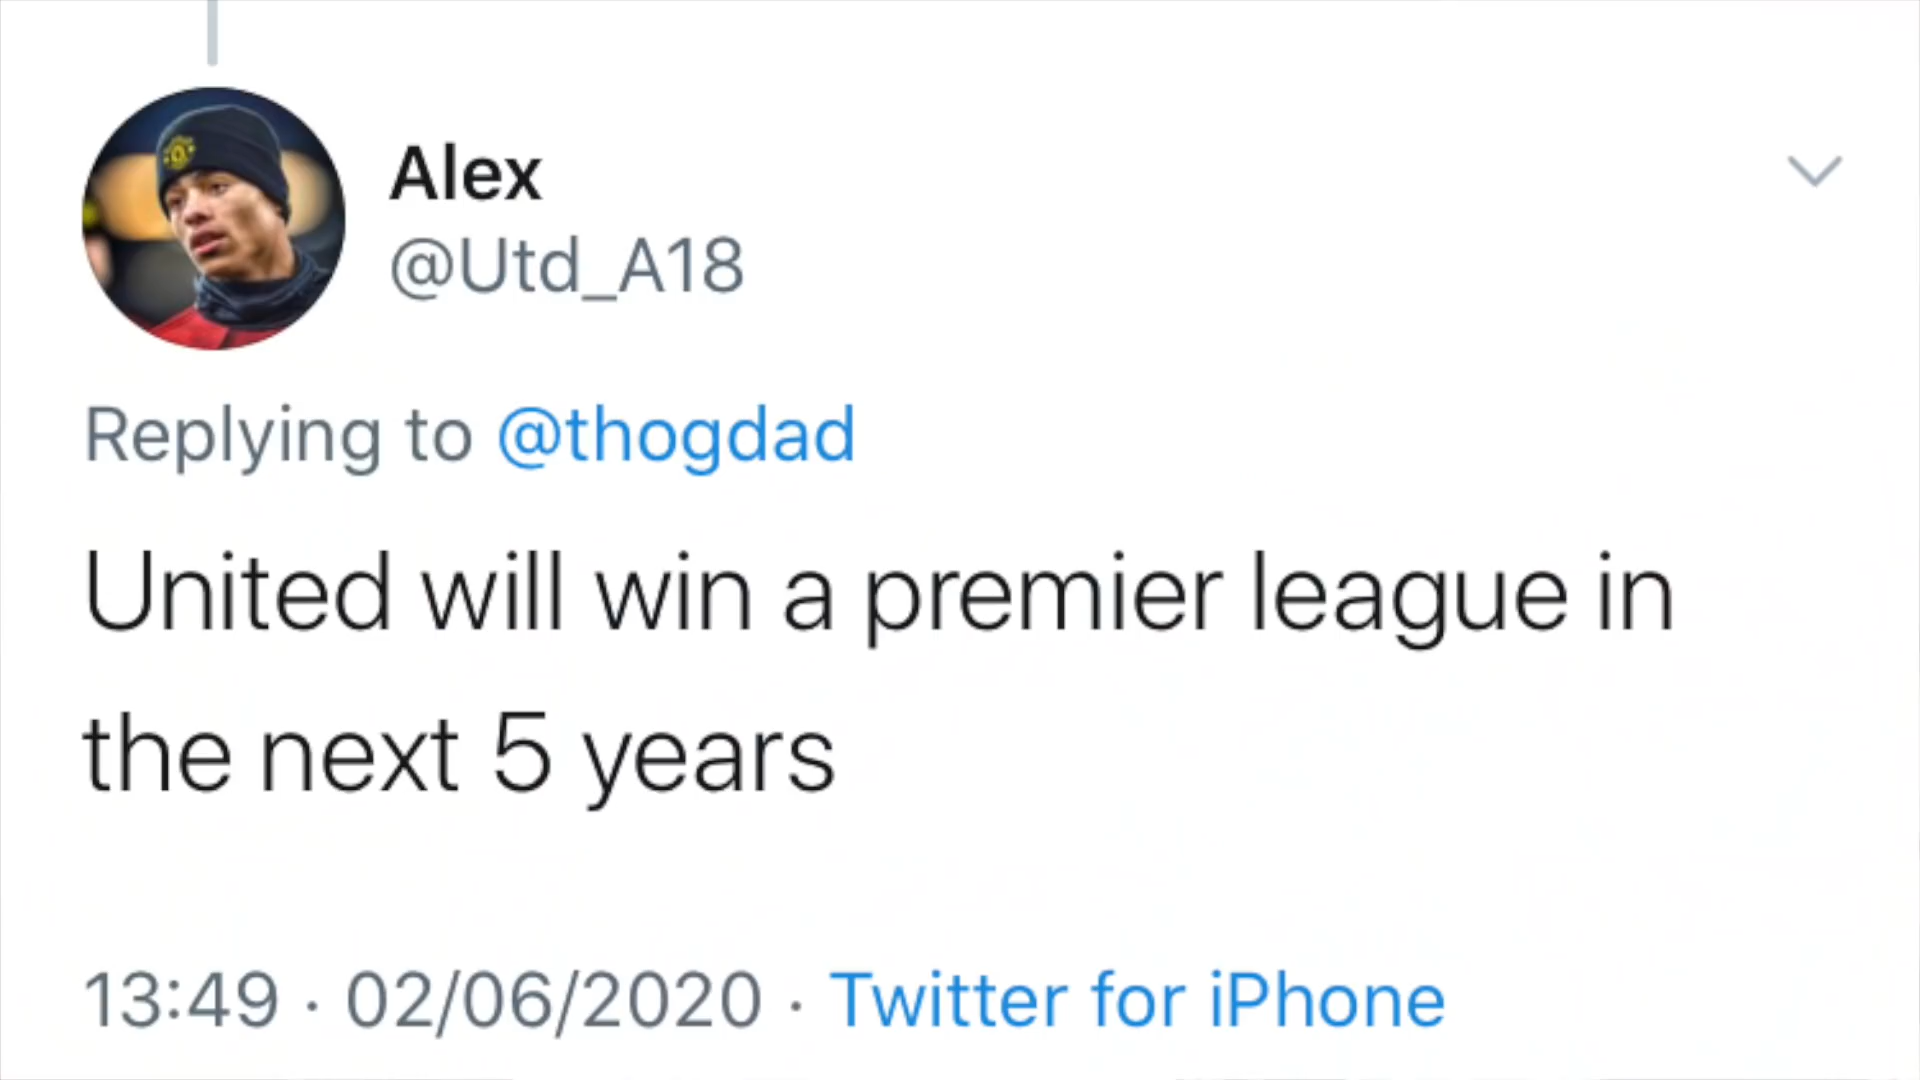 Alex
@Utd_A18
Replying to @thogdad
United will win a premier league in
the next 5 years
13:49 · 02/06/2020 · Twitter for iPhone